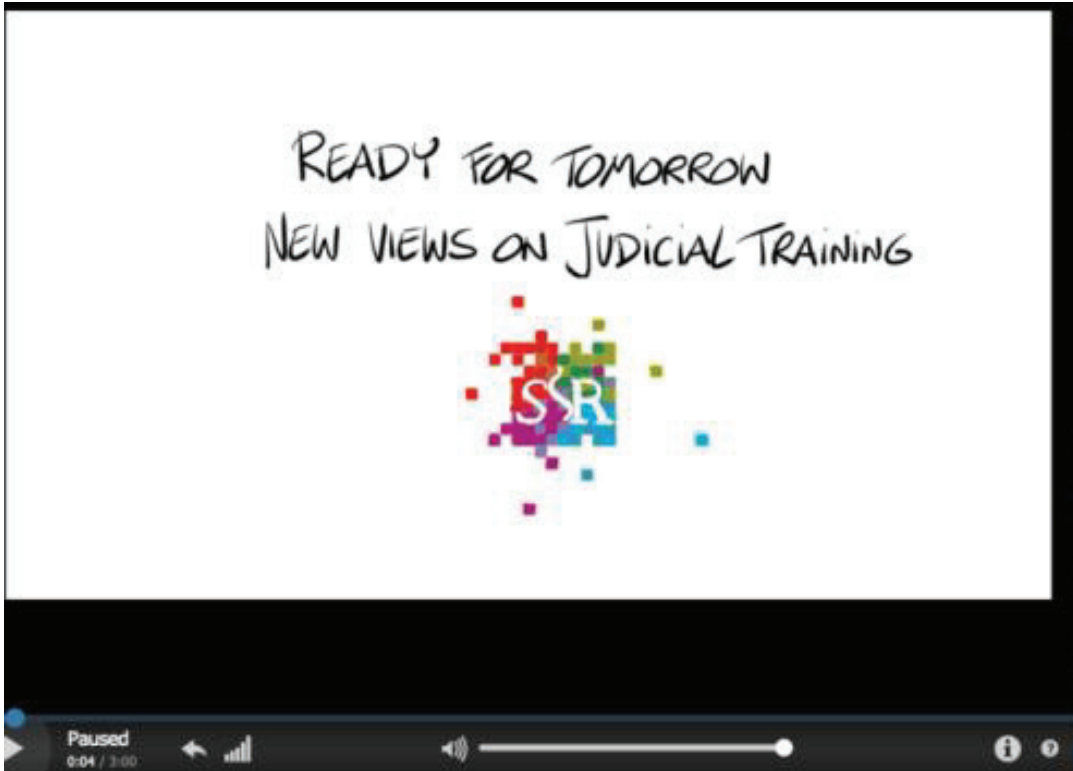 READY FOR TOMORROW
NEW VIEWS ON JUDICIAL TRAINING
SSR
Paused
0:04 / 3:00